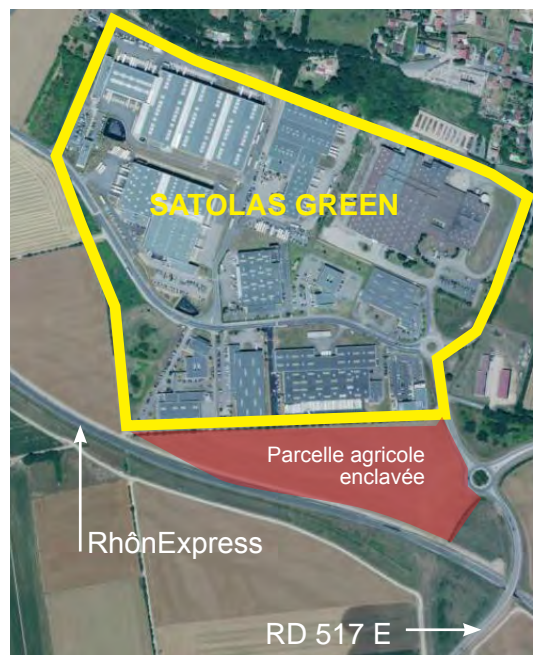 SATOLAS GREEN
Parcelle agricole
enclavée
RhônExpress
RD 517 E